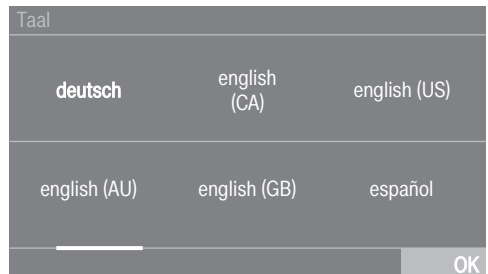 Taal
deutsch
english
(CA)
english (US)
english (AU)
english (GB)
español
OK